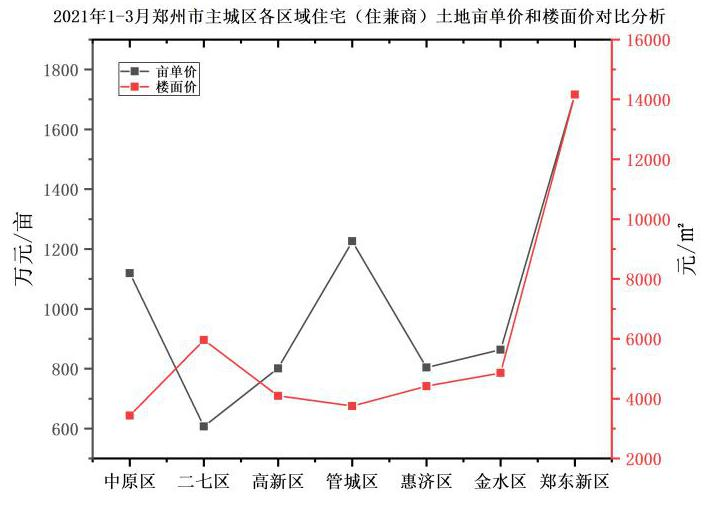 2021年1-3月郑州市主城区各区域住宅（住兼商）土地亩单价和楼面价对比分析
亩单价
楼面价
万元/亩
1800
1600
1400
1200
1000
800
600
16000
14000
12000
10000
8000
6000
4000
2000
元/㎡
中原区 二七区 高新区 管城区 惠济区 金水区 郑东新区